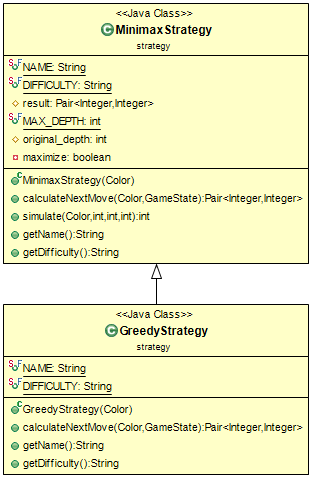 <<Java Class>>
MinimaxStrategy
strategy
NAME: String
DIFFICULTY: String
result: Pair<Integer,Integer>
MAX_DEPTH: int
original_depth: int
maximize: boolean
MinimaxStrategy(Color)
calculateNextMove(Color,GameState):Pair<Integer,Integer>
simulate(Color,int,int,int):int
getName():String
getDifficulty():String
<<Java Class>>
GreedyStrategy
strategy
NAME: String
DIFFICULTY: String
GreedyStrategy(Color)
calculateNextMove(Color,GameState):Pair<Integer,Integer>
getName():String
getDifficulty():String